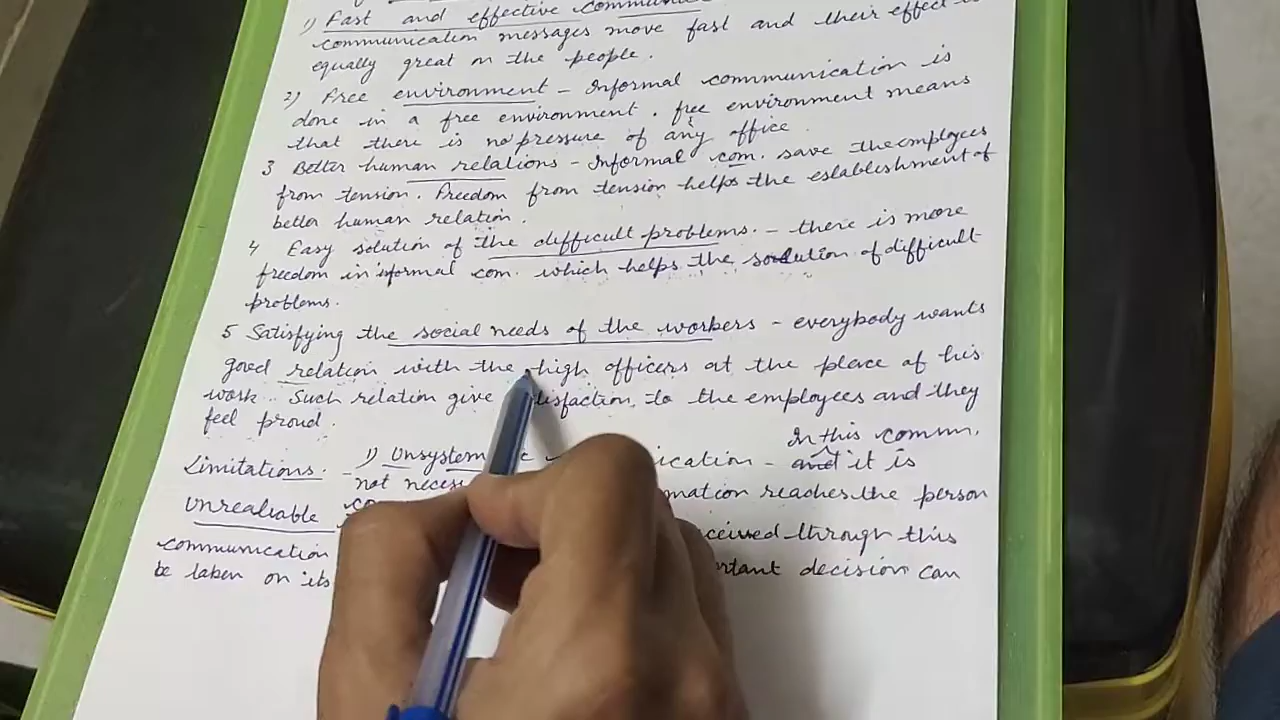 1) Fast and effective
communication messages move fast and their effect is
equally great on the people.
2) Free environment - Informal communication is
done in a free environment. free environment means
that there is no pressure of any office
3 Better human relations - Informal com. save the employees
from tension. Freedom from tension helps the establishment of
better human relation.
4 Easy solution of the difficult problems. - there is more
freedom in informal com. which helps the solution of difficult
problems.
5 Satisfying the social needs of the workers - everybody wants
good relation with the high officers at the place of his
work. Such relation give satisfaction to the employees and they
feel proud.
In this commn.
Limitations. - 1) Unsystem ication - and it is
not neces mation reaches the person
Unrealiable ceived through this
communication
be taken on its rtant decision can